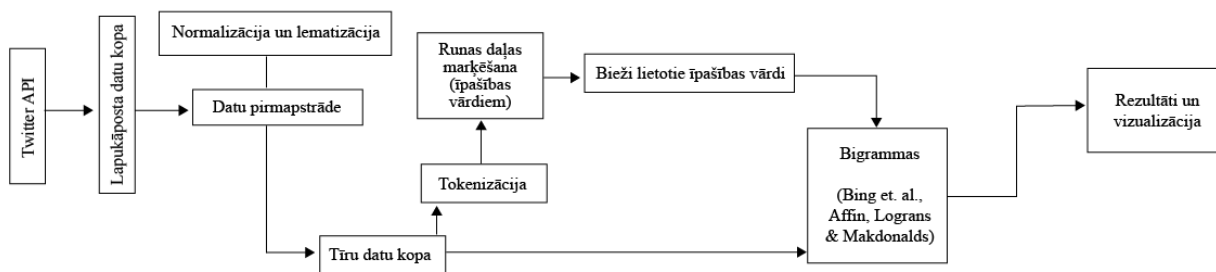 Twitter API
Lapukāposta datu kopa
Normalizācija un lematizācija
Datu pirmapstrāde
Tīru datu kopa
Tokenizācija
Runas daļas
marķēšana
(īpašības
vārdiem)
Bieži lietotie īpašības vārdi
Bigrammas
(Bing et. al.,
Affin, Lograns
& Makdonalds)
Rezultāti un
vizualizācija